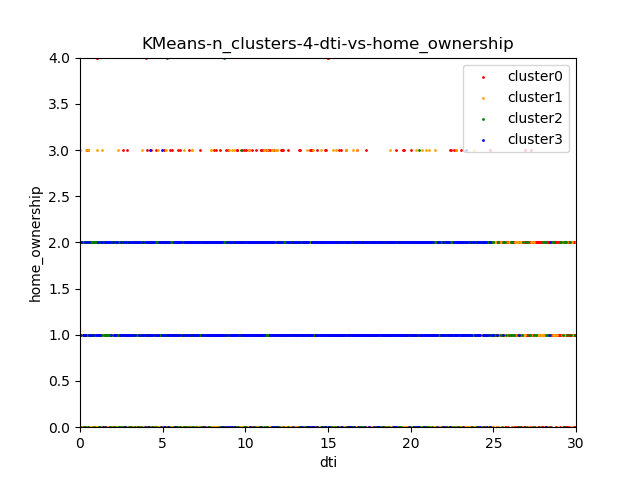 KMeans-n_clusters-4-dti-vs-home_ownership
4.0
3.5
3.0
2.5
2.0
1.5
1.0
0.5
0.0
home_ownership
cluster0
cluster1
cluster2
cluster3
0 5 10 15 20 25 30
dti